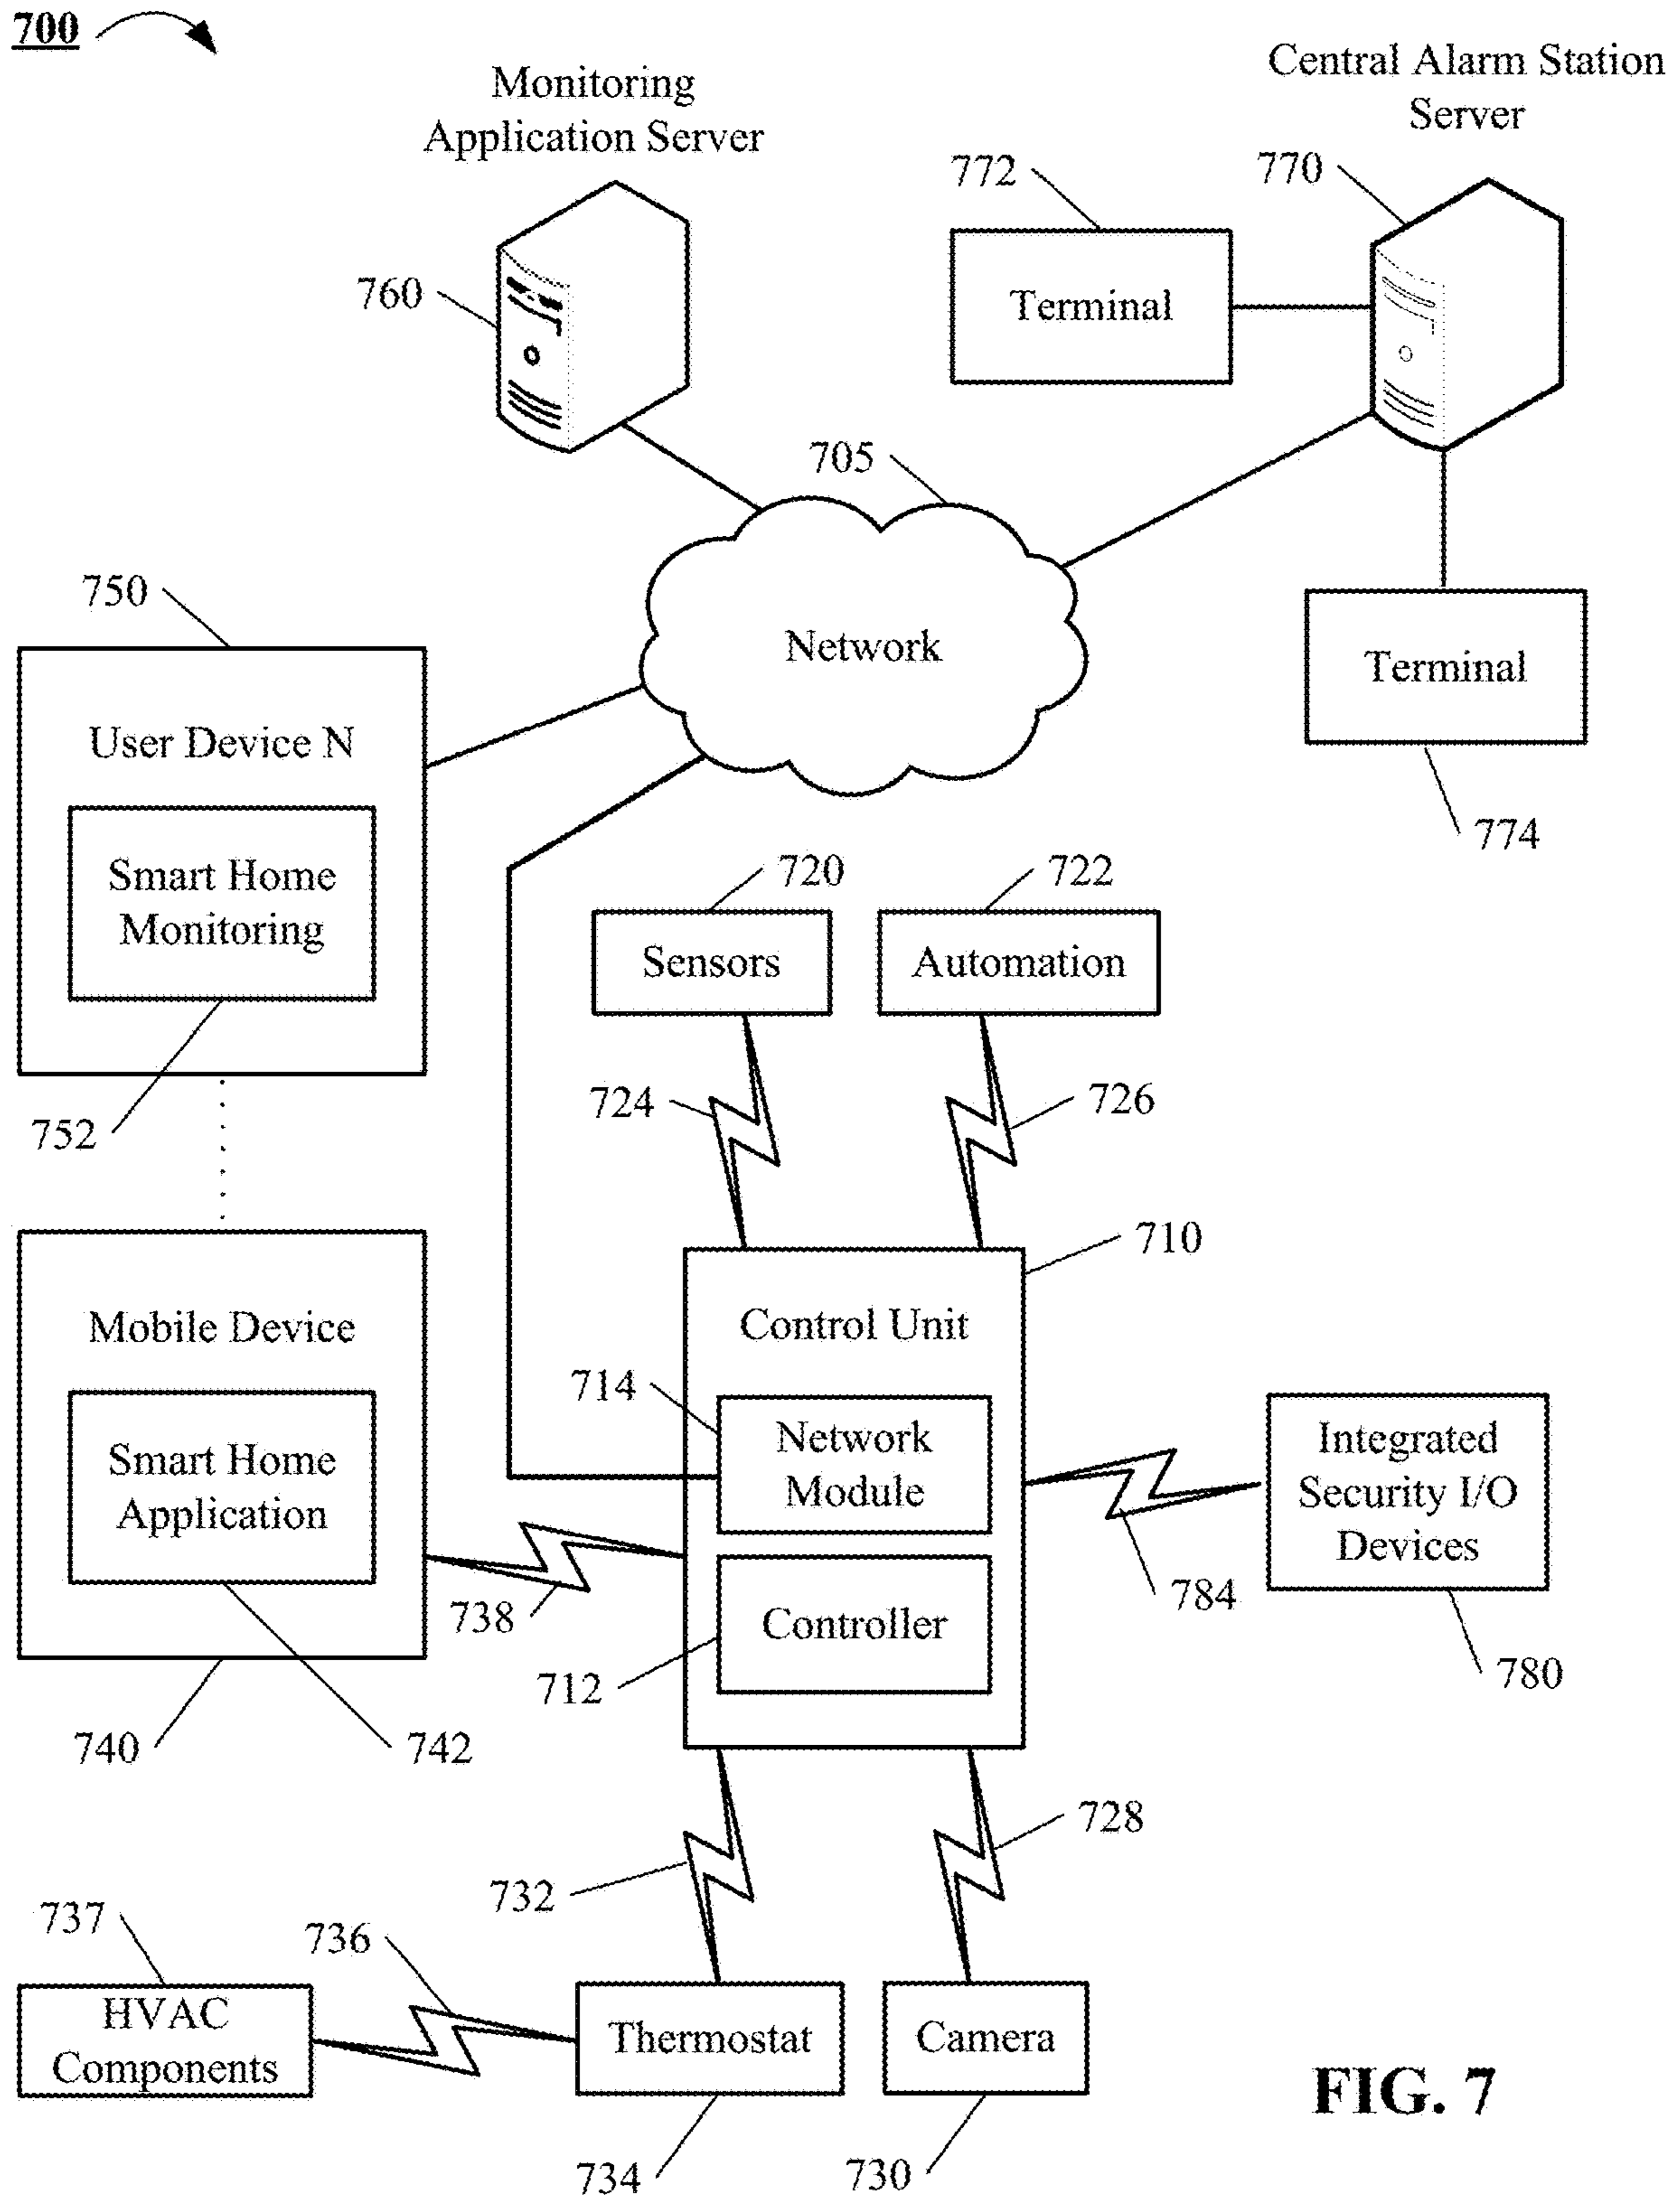 700
Monitoring
Application Server
Central Alarm Station
Server
772
770
760
Terminal
705
750
Network
Terminal
User Device N
774
Smart Home
Monitoring
720
722
Sensors
Automation
724
726
752
710
Mobile Device
Control Unit
714
Smart Home
Application
Network
Module
Integrated
Security I/O
Devices
738
784
Controller
712
780
740
742
728
732
737
736
HVAC
Components
Thermostat
Camera
734
730
FIG. 7